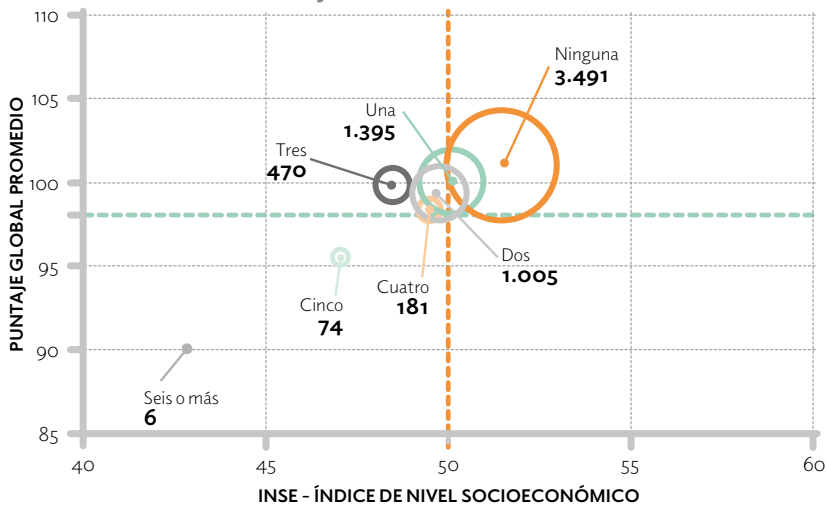 110
105
100
95
90
85
PUNTAJE GLOBAL PROMEDIO
Ninguna
3.491
Una
1.395
Tres
470
Dos
1.005
Cuatro
181
Cinco
74
Seis o más
6
40
45
50
55
60
INSE - ÍNDICE DE NIVEL SOCIOECONÓMICO